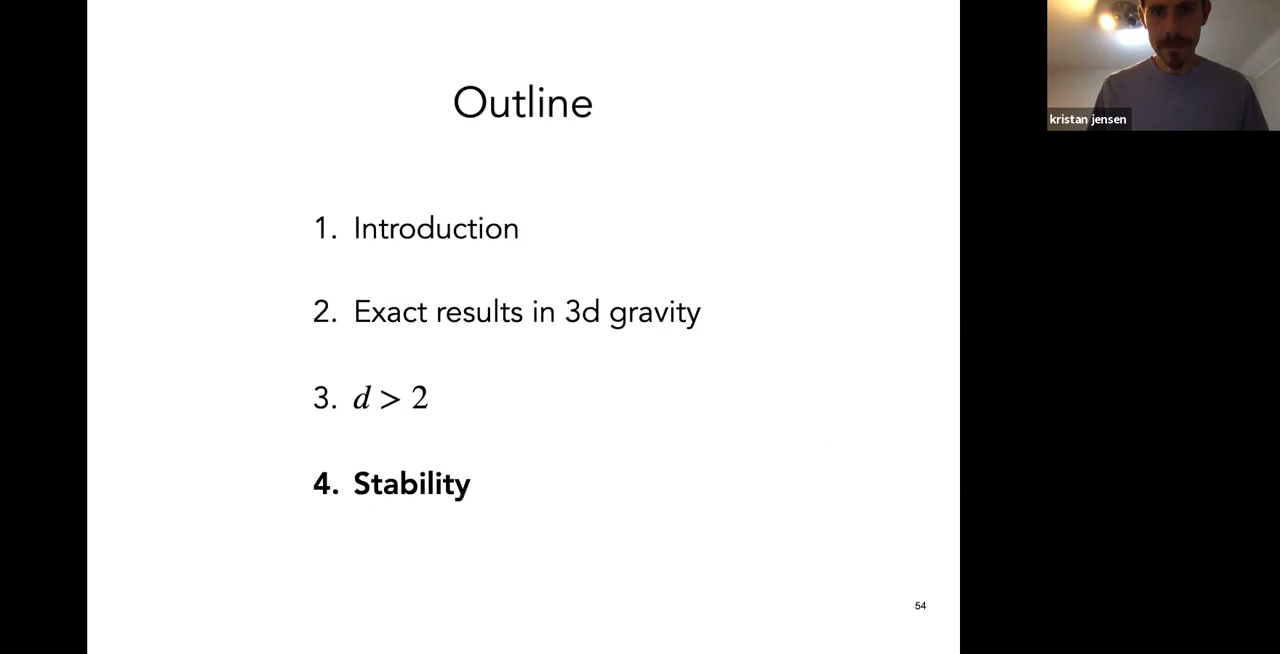 Outline
1. Introduction
2. Exact results in 3d gravity
3. d > 2
4. Stability
54
kristan jensen